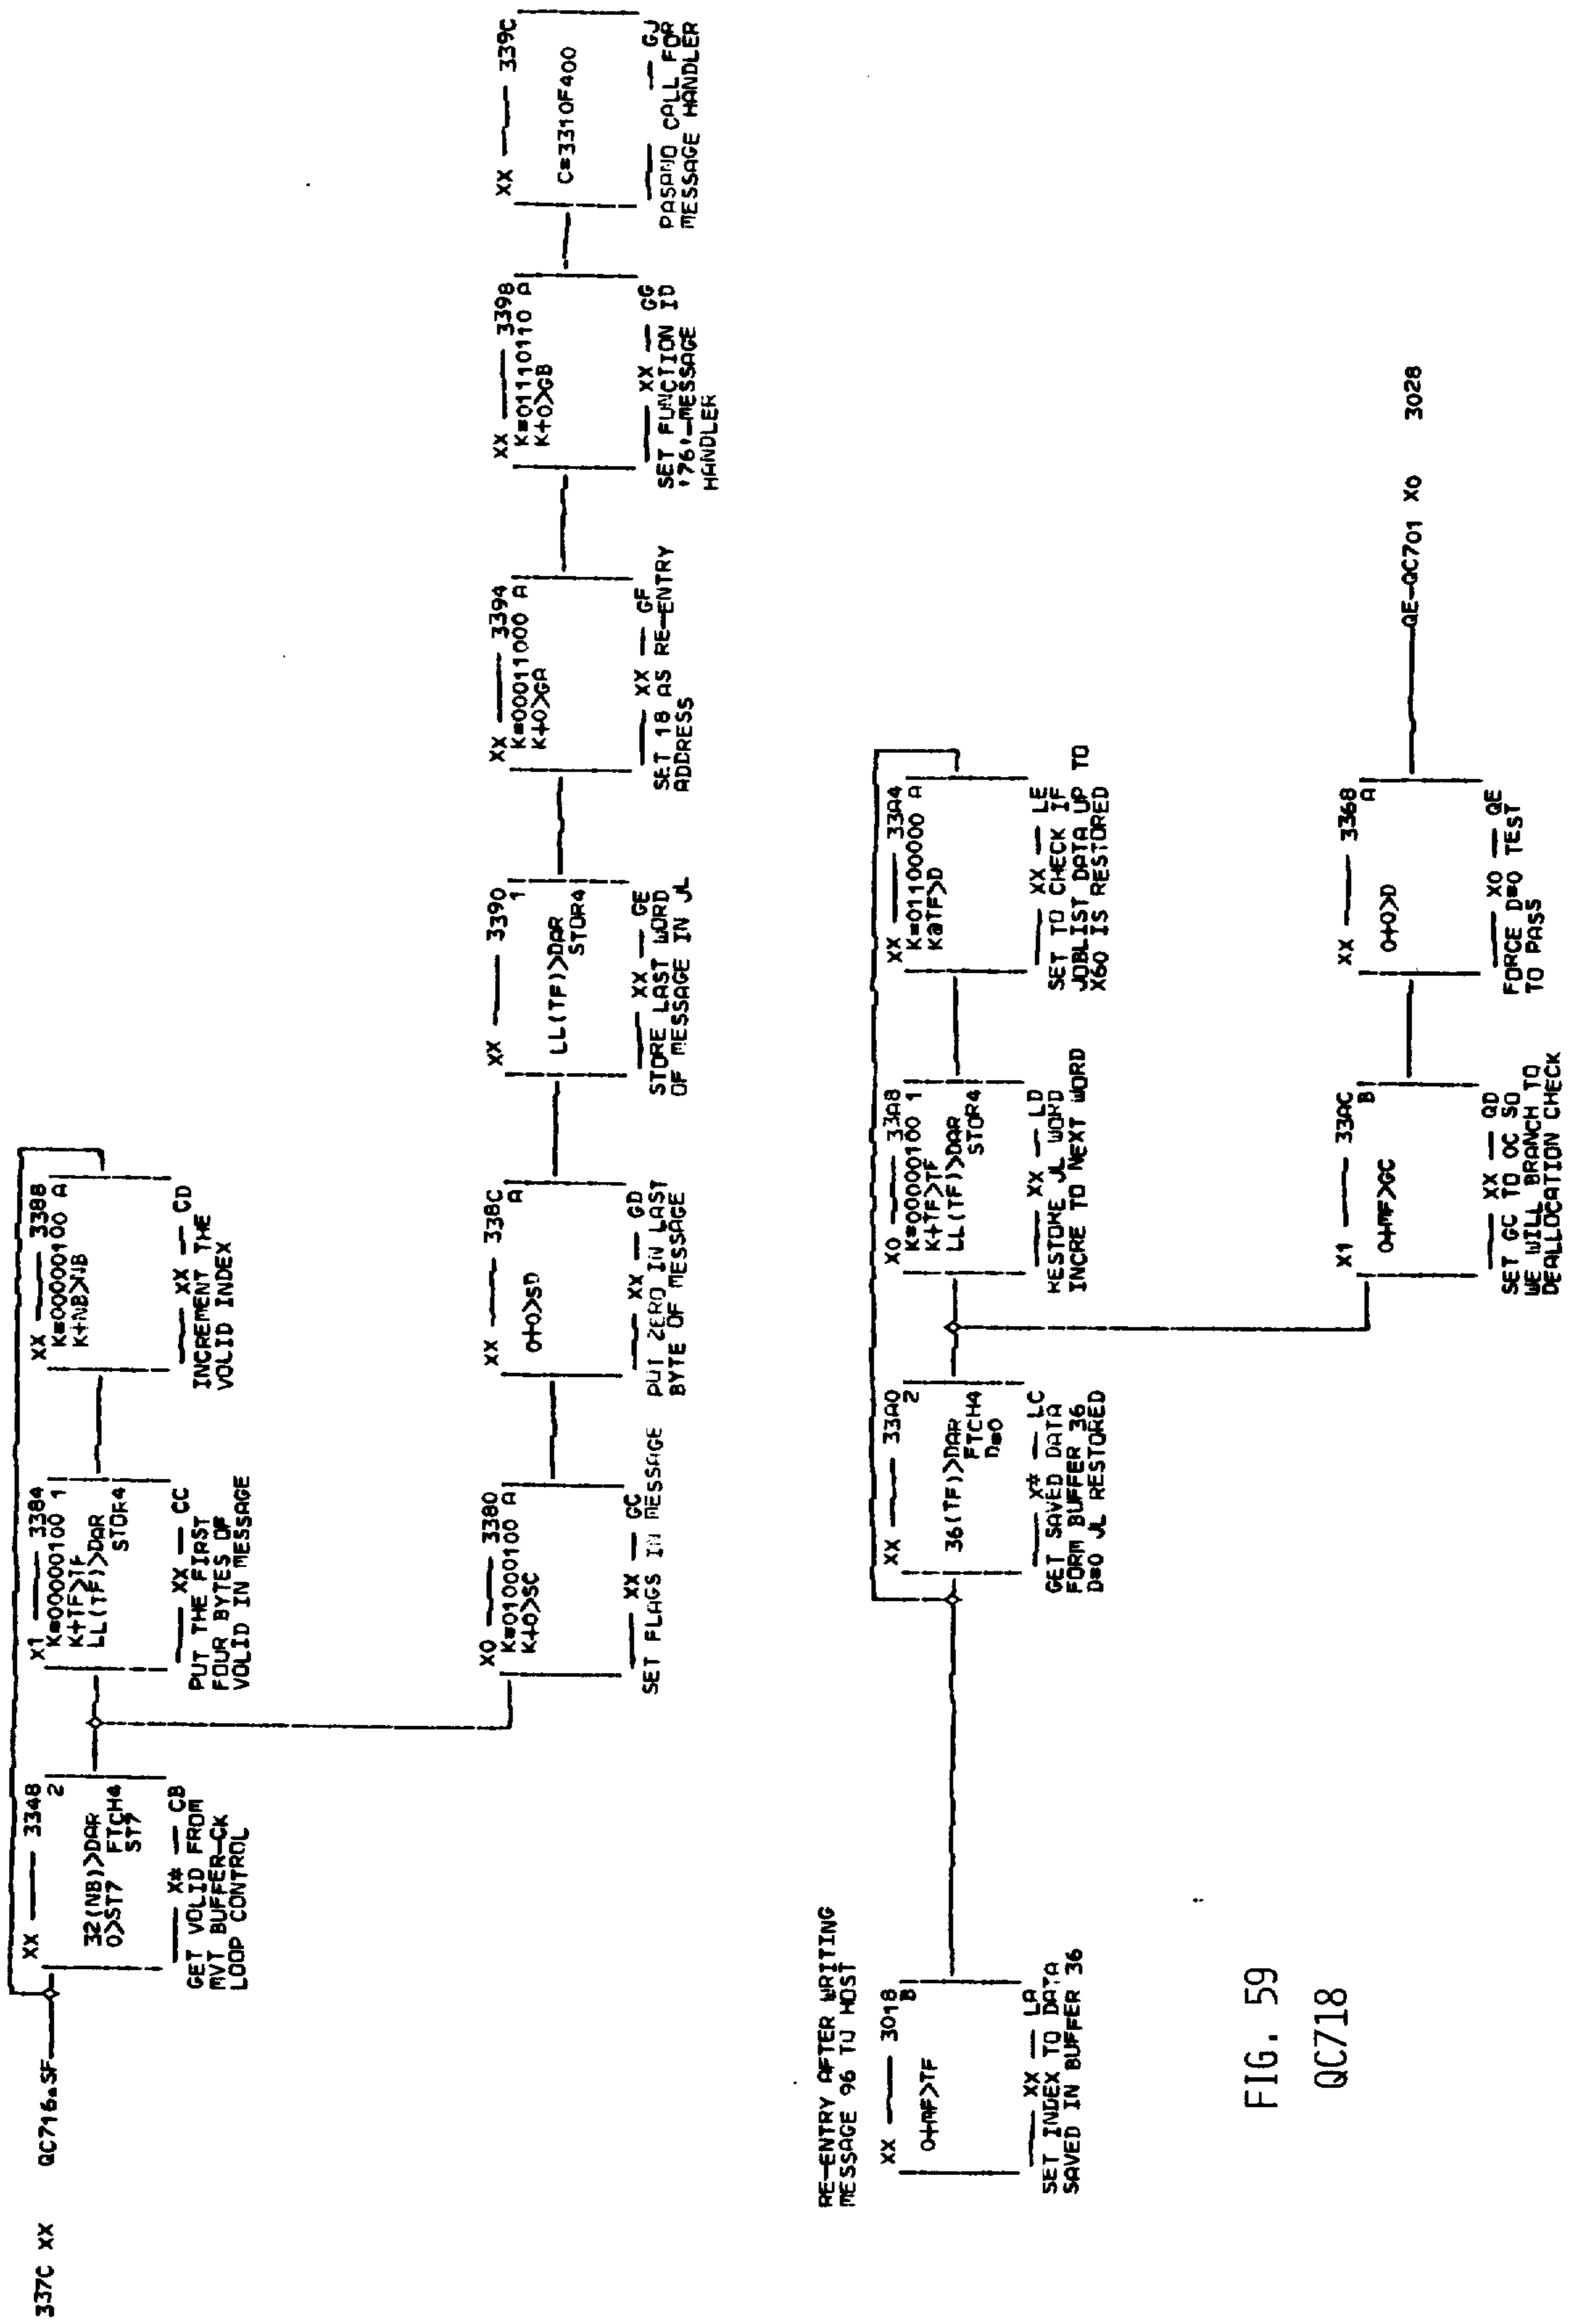 337C XX QC716.SF
XX 3348
2
32(NB)>DAR
0>ST7 FTCH4
ST7
X* CB
GET VOLID FROM
MVT BUFFER-CK
LOOP CONTROL
X1 3384
K=00000100 1
K+TF>TF
LL(TF)>DAR
STOR4
XX CC
PUT THE FIRST
FOUR BYTES OF
VOLID IN MESSAGE
XX 3388
K=00000100 A
K+NB>NB
XX CD
INCREMENT THE
VOLID INDEX
X0 3380
K=01000100 A
K+0>SC
XX GC
SET FLAGS IN MESSAGE
XX 338C
A
0+0>SD
XX GD
PUT ZERO IN LAST
BYTE OF MESSAGE
XX 3390
1
LL(TF)>DAR
STOR4
XX GE
STORE LAST WORD
OF MESSAGE IN JL
XX 3394
K=00011000 A
K+0>GA
XX GF
SET 18 AS RE-ENTRY
ADDRESS
XX 3398
K=01110110 A
K+0>GB
XX GG
SET FUNCTION ID
'76'-MESSAGE
HANDLER
XX 339C
C=3310F400
GJ
PASANO CALL FOR
MESSAGE HANDLER
RE-ENTRY AFTER WRITING
MESSAGE 96 TO HOST
XX 3018
B
0+MF>TF
XX LA
SET INDEX TO DATA
SAVED IN BUFFER 36
XX 33A0
2
36(TF)>DAR
FTCH4
D=0
X* LC
GET SAVED DATA
FORM BUFFER 36
D=0 JL RESTORED
X0 33A8
K=00000100 1
K+TF>TF
LL(TF)>DAR
STOR4
XX LD
RESTORE JL WORD
INCRE TO NEXT WORD
XX 33A4
K=01100000 A
K@TF>D
XX LE
SET TO CHECK IF
JOBLIST DATA UP TO
X60 IS RESTORED
X1 33AC
B
0+MF>GC
XX QD
SET GC TO OC SO
WE WILL BRANCH TO
DEALLOCATION CHECK
XX 3368
A
0+0>D
X0 QE
FORCE D=0 TEST
TO PASS
QE-QC701 X0 3028
FIG. 59
QC718